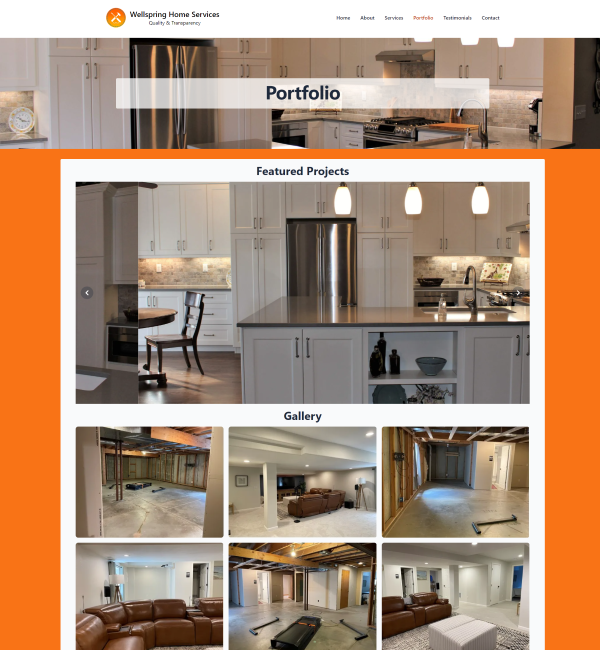 Wellspring Home Services
Quality & Transparency
Home About Services Portfolio Testimonials Contact
Portfolio
Featured Projects
Gallery